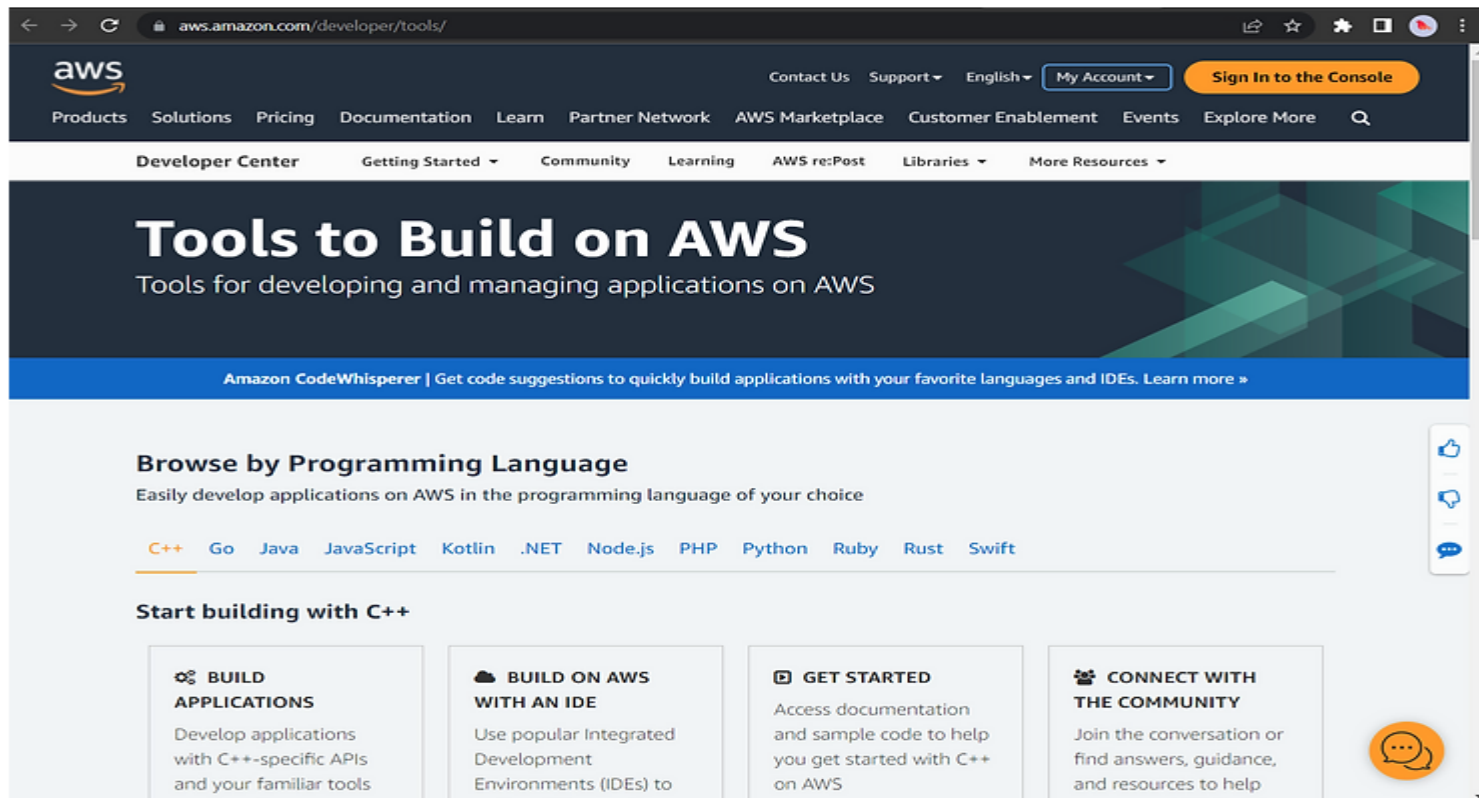 aws.amazon.com/developer/tools/
aws
Contact Us Support English My Account Sign In to the Console
Products Solutions Pricing Documentation Learn Partner Network AWS Marketplace Customer Enablement Events Explore More
Developer Center Getting Started Community Learning AWS re:Post Libraries More Resources
Tools to Build on AWS
Tools for developing and managing applications on AWS
Amazon CodeWhisperer | Get code suggestions to quickly build applications with your favorite languages and IDEs. Learn more »
Browse by Programming Language
Easily develop applications on AWS in the programming language of your choice
C++ Go Java JavaScript Kotlin .NET Node.js PHP Python Ruby Rust Swift
Start building with C++
BUILD
APPLICATIONS
Develop applications
with C++-specific APIs
and your familiar tools
BUILD ON AWS
WITH AN IDE
Use popular Integrated
Development
Environments (IDEs) to
GET STARTED
Access documentation
and sample code to help
you get started with C++
on AWS
CONNECT WITH
THE COMMUNITY
Join the conversation or
find answers, guidance,
and resources to help